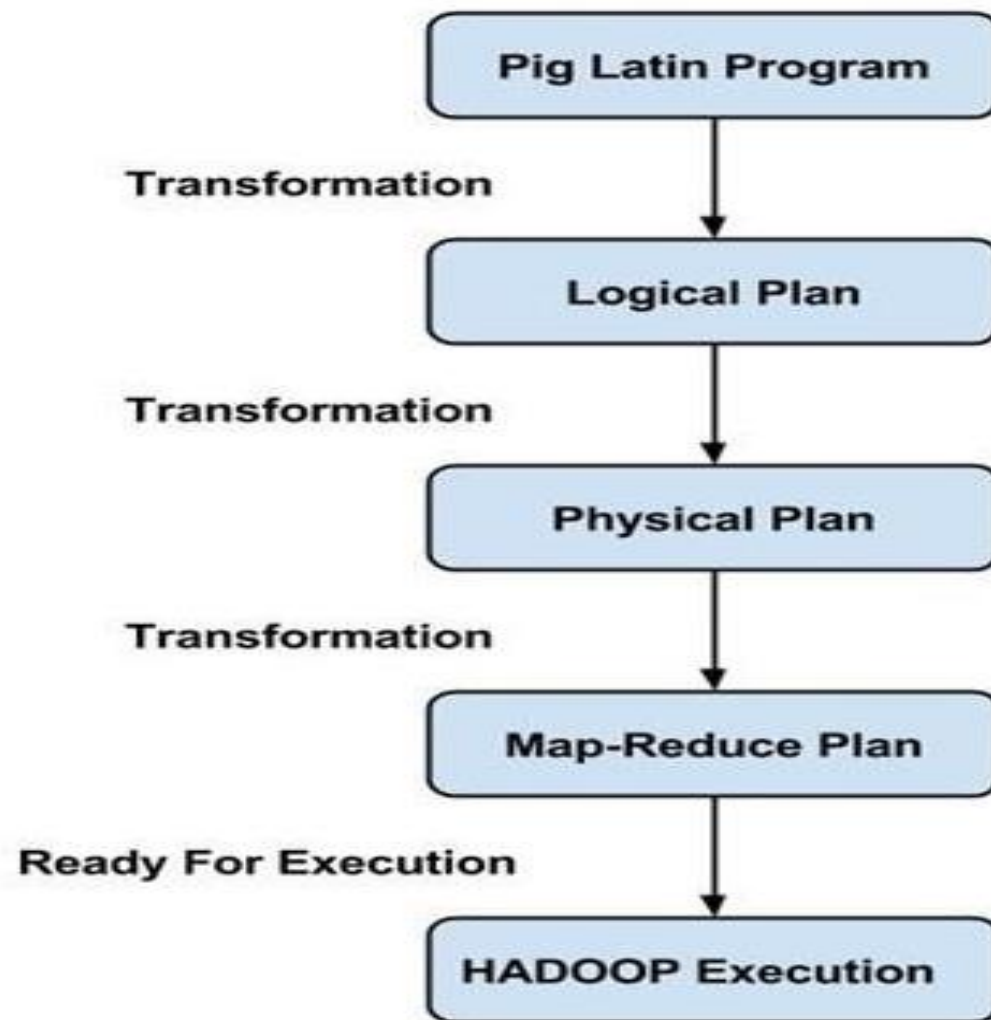 Pig Latin Program
Transformation
Logical Plan
Transformation
Physical Plan
Transformation
Map-Reduce Plan
Ready For Execution
HADOOP Execution